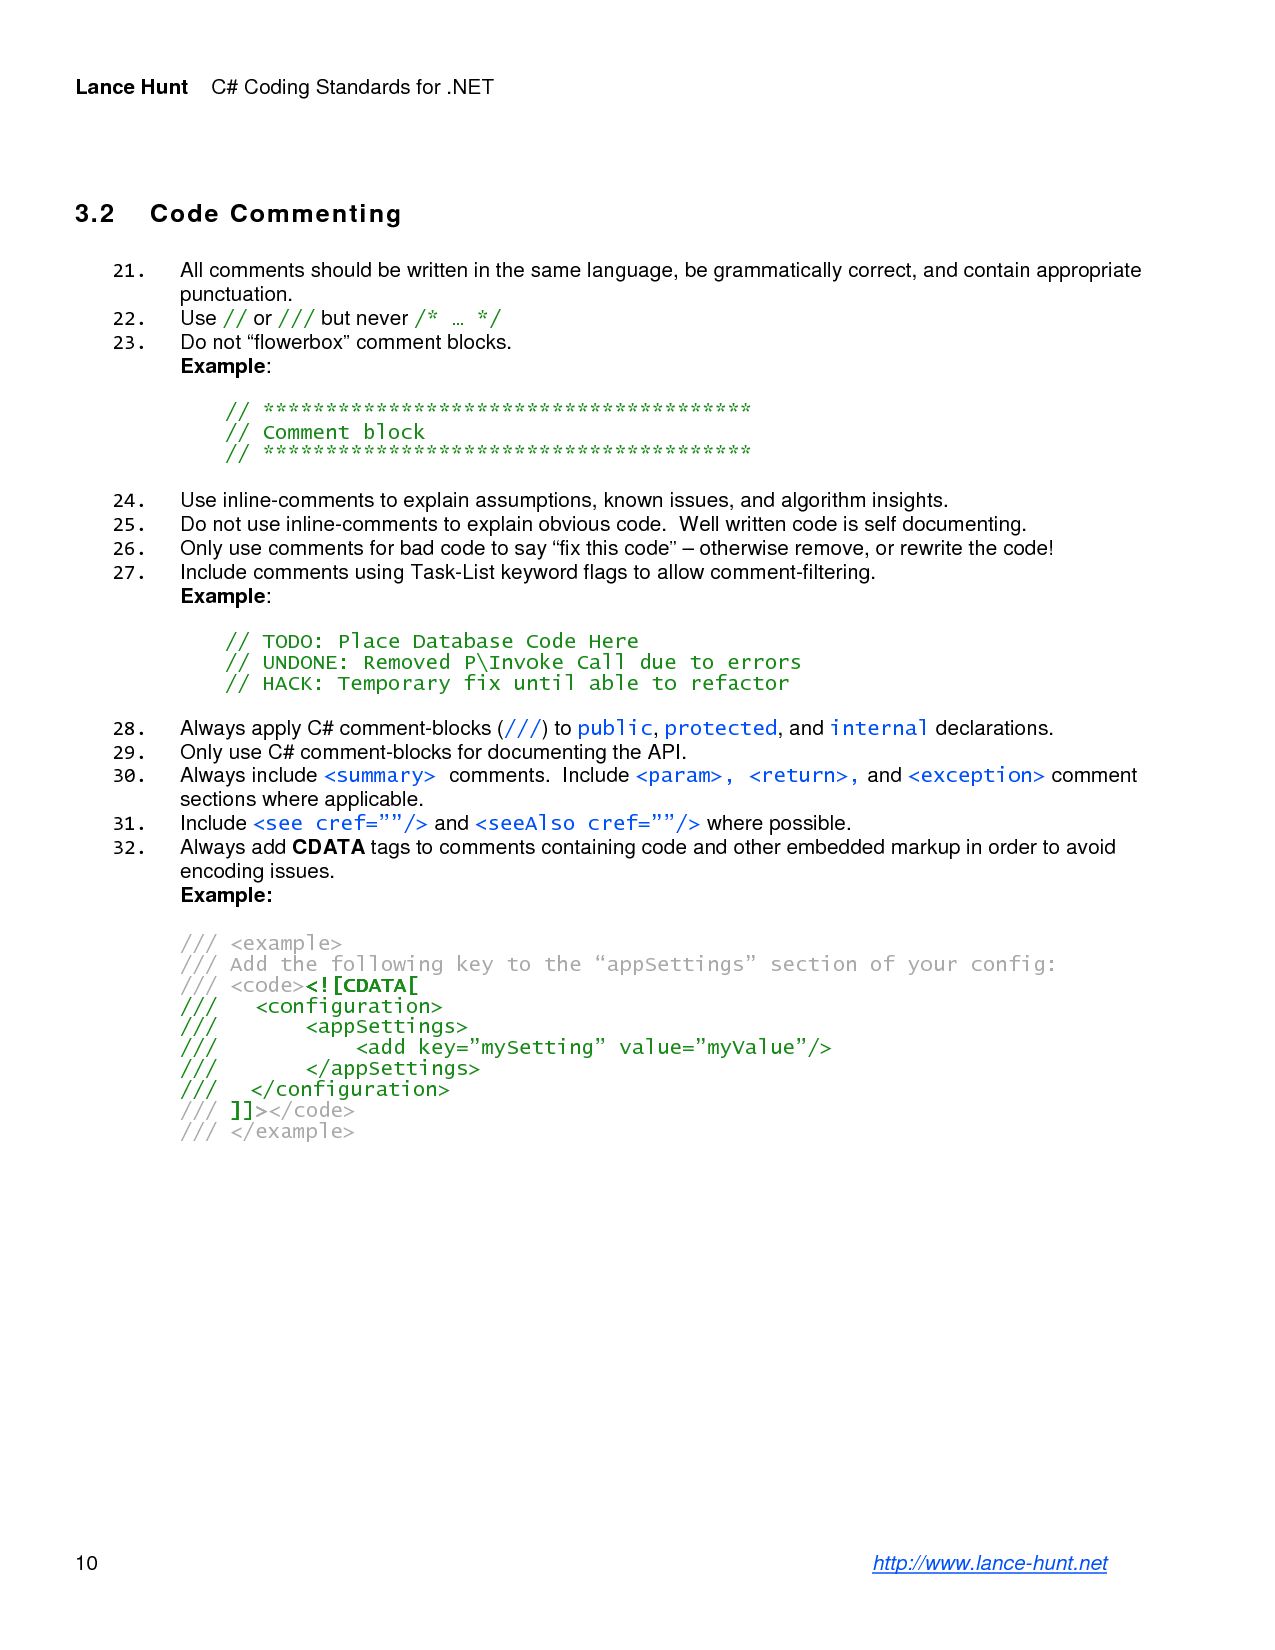 Lance Hunt    C# Coding Standards for .NET
3.2    Code Commenting
21.    All comments should be written in the same language, be grammatically correct, and contain appropriate
punctuation.
22.    Use // or /// but never /* … */
23.    Do not “flowerbox” comment blocks.
Example:
// ***************************************
// Comment block
// ***************************************
24.    Use inline-comments to explain assumptions, known issues, and algorithm insights.
25.    Do not use inline-comments to explain obvious code.  Well written code is self documenting.
26.    Only use comments for bad code to say “fix this code” – otherwise remove, or rewrite the code!
27.    Include comments using Task-List keyword flags to allow comment-filtering.
Example:
// TODO: Place Database Code Here
// UNDONE: Removed P\Invoke Call due to errors
// HACK: Temporary fix until able to refactor
28.    Always apply C# comment-blocks (///) to public, protected, and internal declarations.
29.    Only use C# comment-blocks for documenting the API.
30.    Always include <summary>  comments.  Include <param>, <return>, and <exception> comment
sections where applicable.
31.    Include <see cref=””/> and <seeAlso cref=””/> where possible.
32.    Always add CDATA tags to comments containing code and other embedded markup in order to avoid
encoding issues.
Example:
/// <example>
/// Add the following key to the “appSettings” section of your config:
/// <code><![CDATA[
///   <configuration>
///       <appSettings>
///           <add key=”mySetting” value=”myValue”/>
///       </appSettings>
///   </configuration>
/// ]]></code>
/// </example>
10    http://www.lance-hunt.net